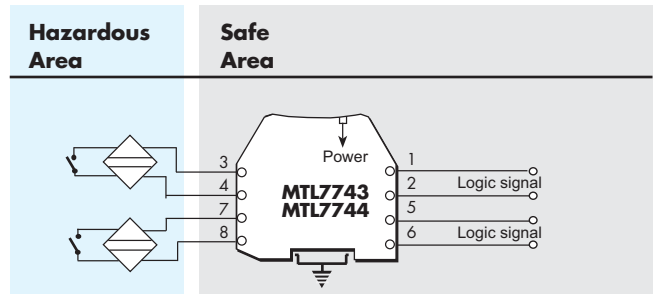 Hazardous
Area
Safe
Area
Power
3
4
7
8
MTL7743
MTL7744
1
2
5
6
Logic signal
Logic signal